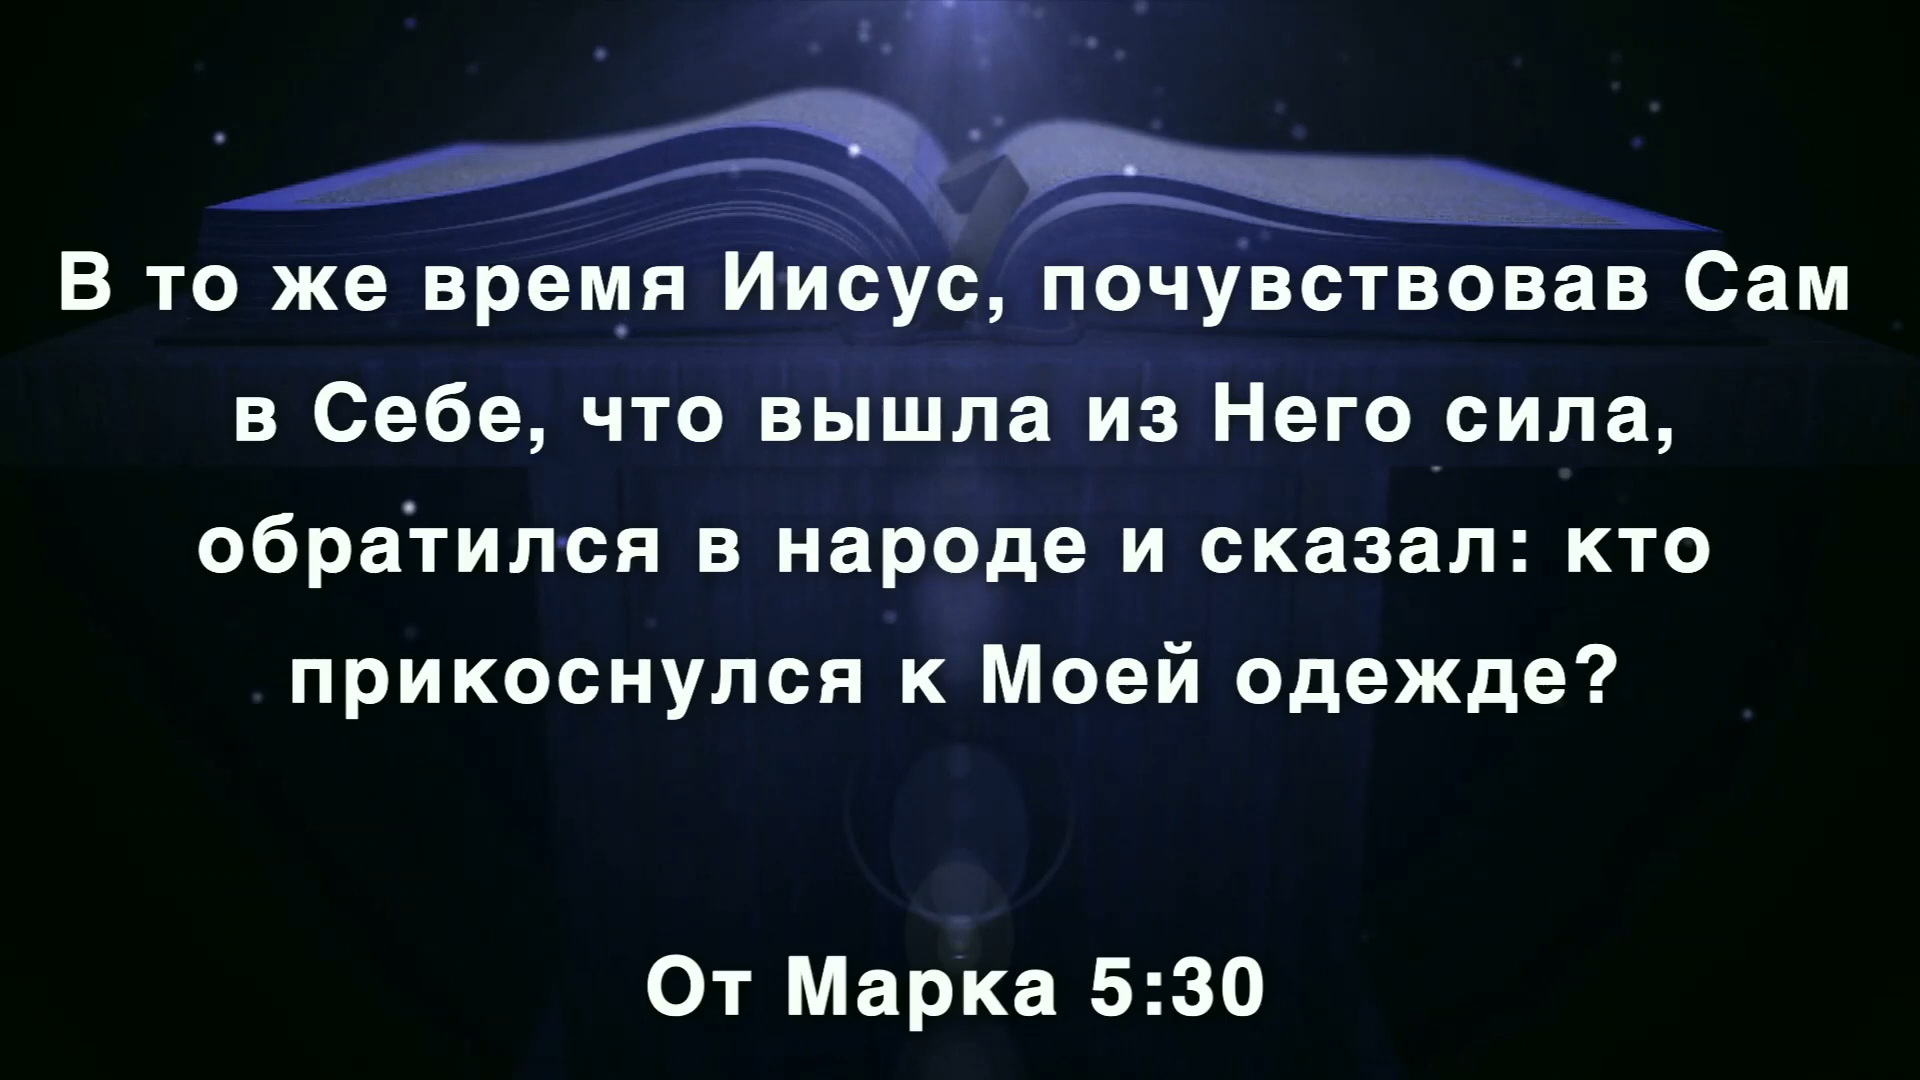 В то же время Иисус, почувствовав Сам
в Себе, что вышла из Него сила,
обратился в народе и сказал: кто
прикоснулся к Моей одежде?
От Марка 5:30